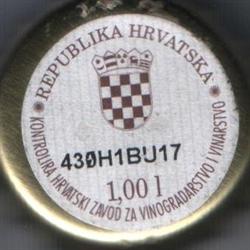 · REPUBLIKA HRVATSKA ·
430H1BU17
1,00 l
KONTROLIRA HRVATSKI ZAVOD ZA VINOGRADARSTVO I VINARSTVO